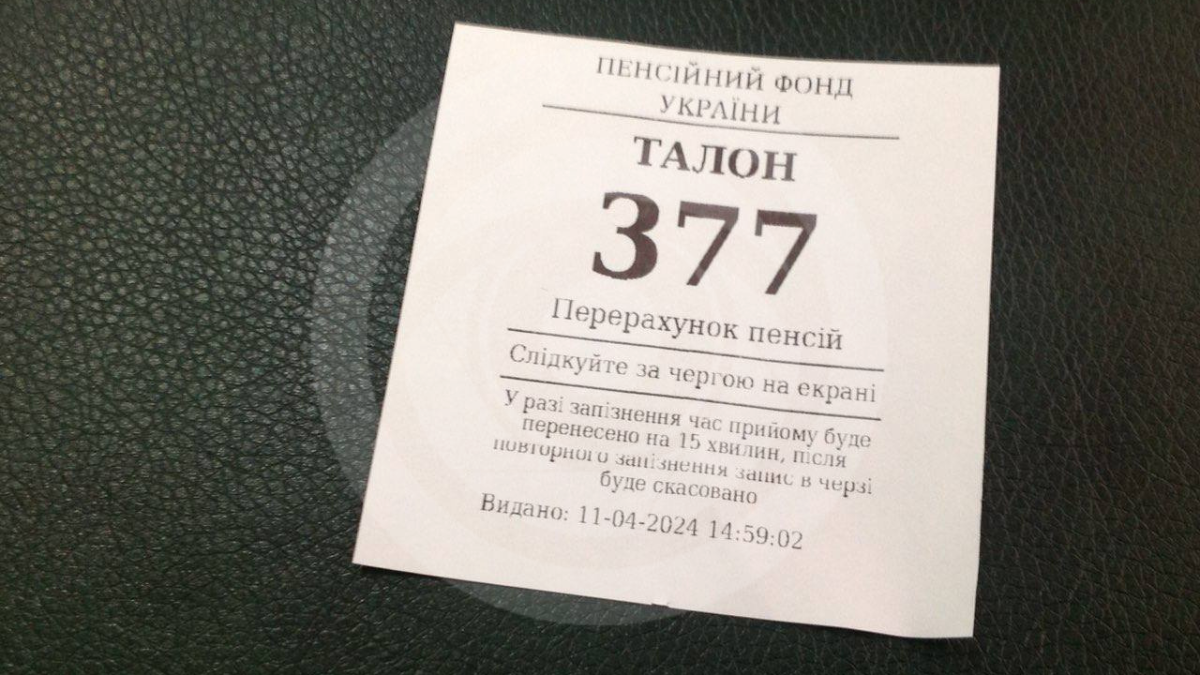 ПЕНСІЙНИЙ ФОНД
УКРАЇНИ
ТАЛОН
377
Перерахунок пенсій
Слідкуйте за чергою на екрані
У разі запізнення час прийому буде
перенесено на 15 хвилин, після
повторного запізнення запис в черзі
буде скасовано
Видано: 11-04-2024 14:59:02